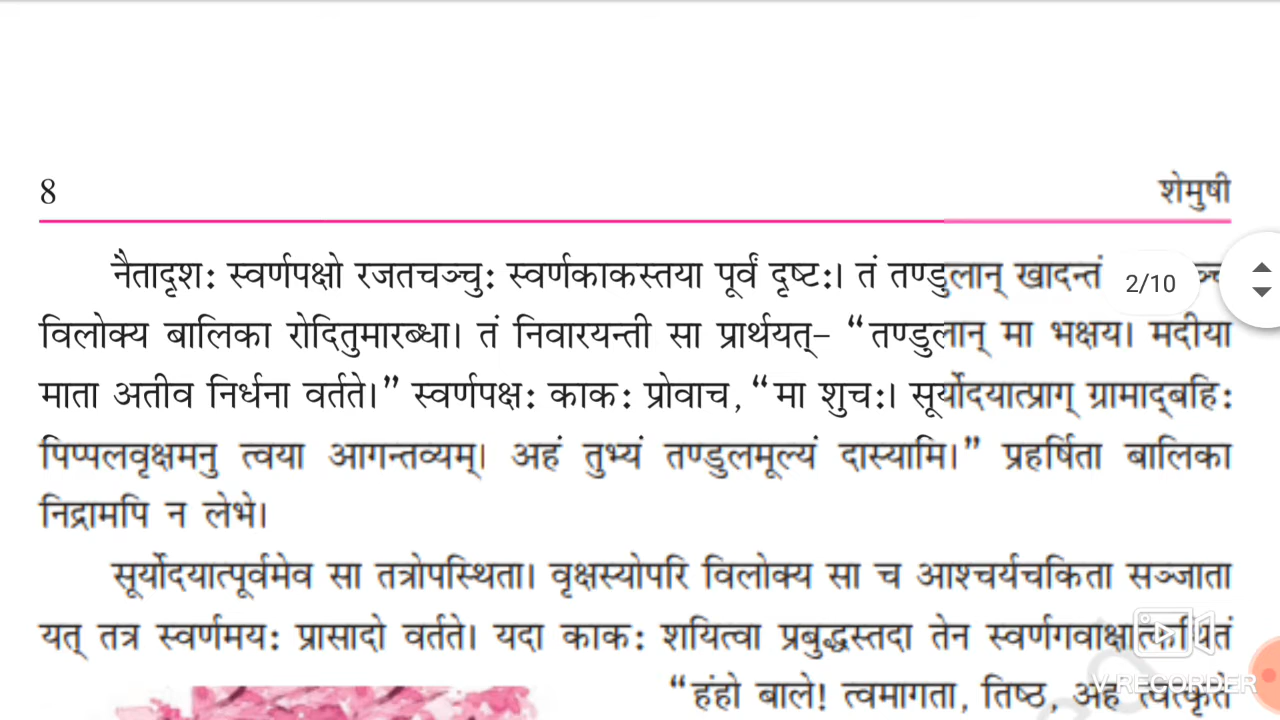 8 शेमुषी
नैतादृशः स्वर्णपक्षो रजतचञ्चुः स्वर्णकाकस्तया पूर्वं दृष्टः। तं तण्डुलान् खादन्तं
2/10
विलोक्य बालिका रोदितुमारब्धा। तं निवारयन्ती सा प्रार्थयत्– “तण्डुलान् मा भक्षय। मदीया
माता अतीव निर्धना वर्तते।” स्वर्णपक्षः काकः प्रोवाच, “मा शुचः। सूर्योदयात्प्राग् ग्रामाद्बहिः
पिप्पलवृक्षमनु त्वया आगन्तव्यम्। अहं तुभ्यं तण्डुलमूल्यं दास्यामि।” प्रहर्षिता बालिका
निद्रामपि न लेभे।
सूर्योदयात्पूर्वमेव सा तत्रोपस्थिता। वृक्षस्योपरि विलोक्य सा च आश्चर्यचकिता सञ्जाता
यत् तत्र स्वर्णमयः प्रासादो वर्तते। यदा काकः शयित्वा प्रबुद्धस्तदा तेन स्वर्णगवाक्षात्कथितं
“हंहो बाले! त्वमागता, तिष्ठ, अहं त्वत्कृते
V RECORDER